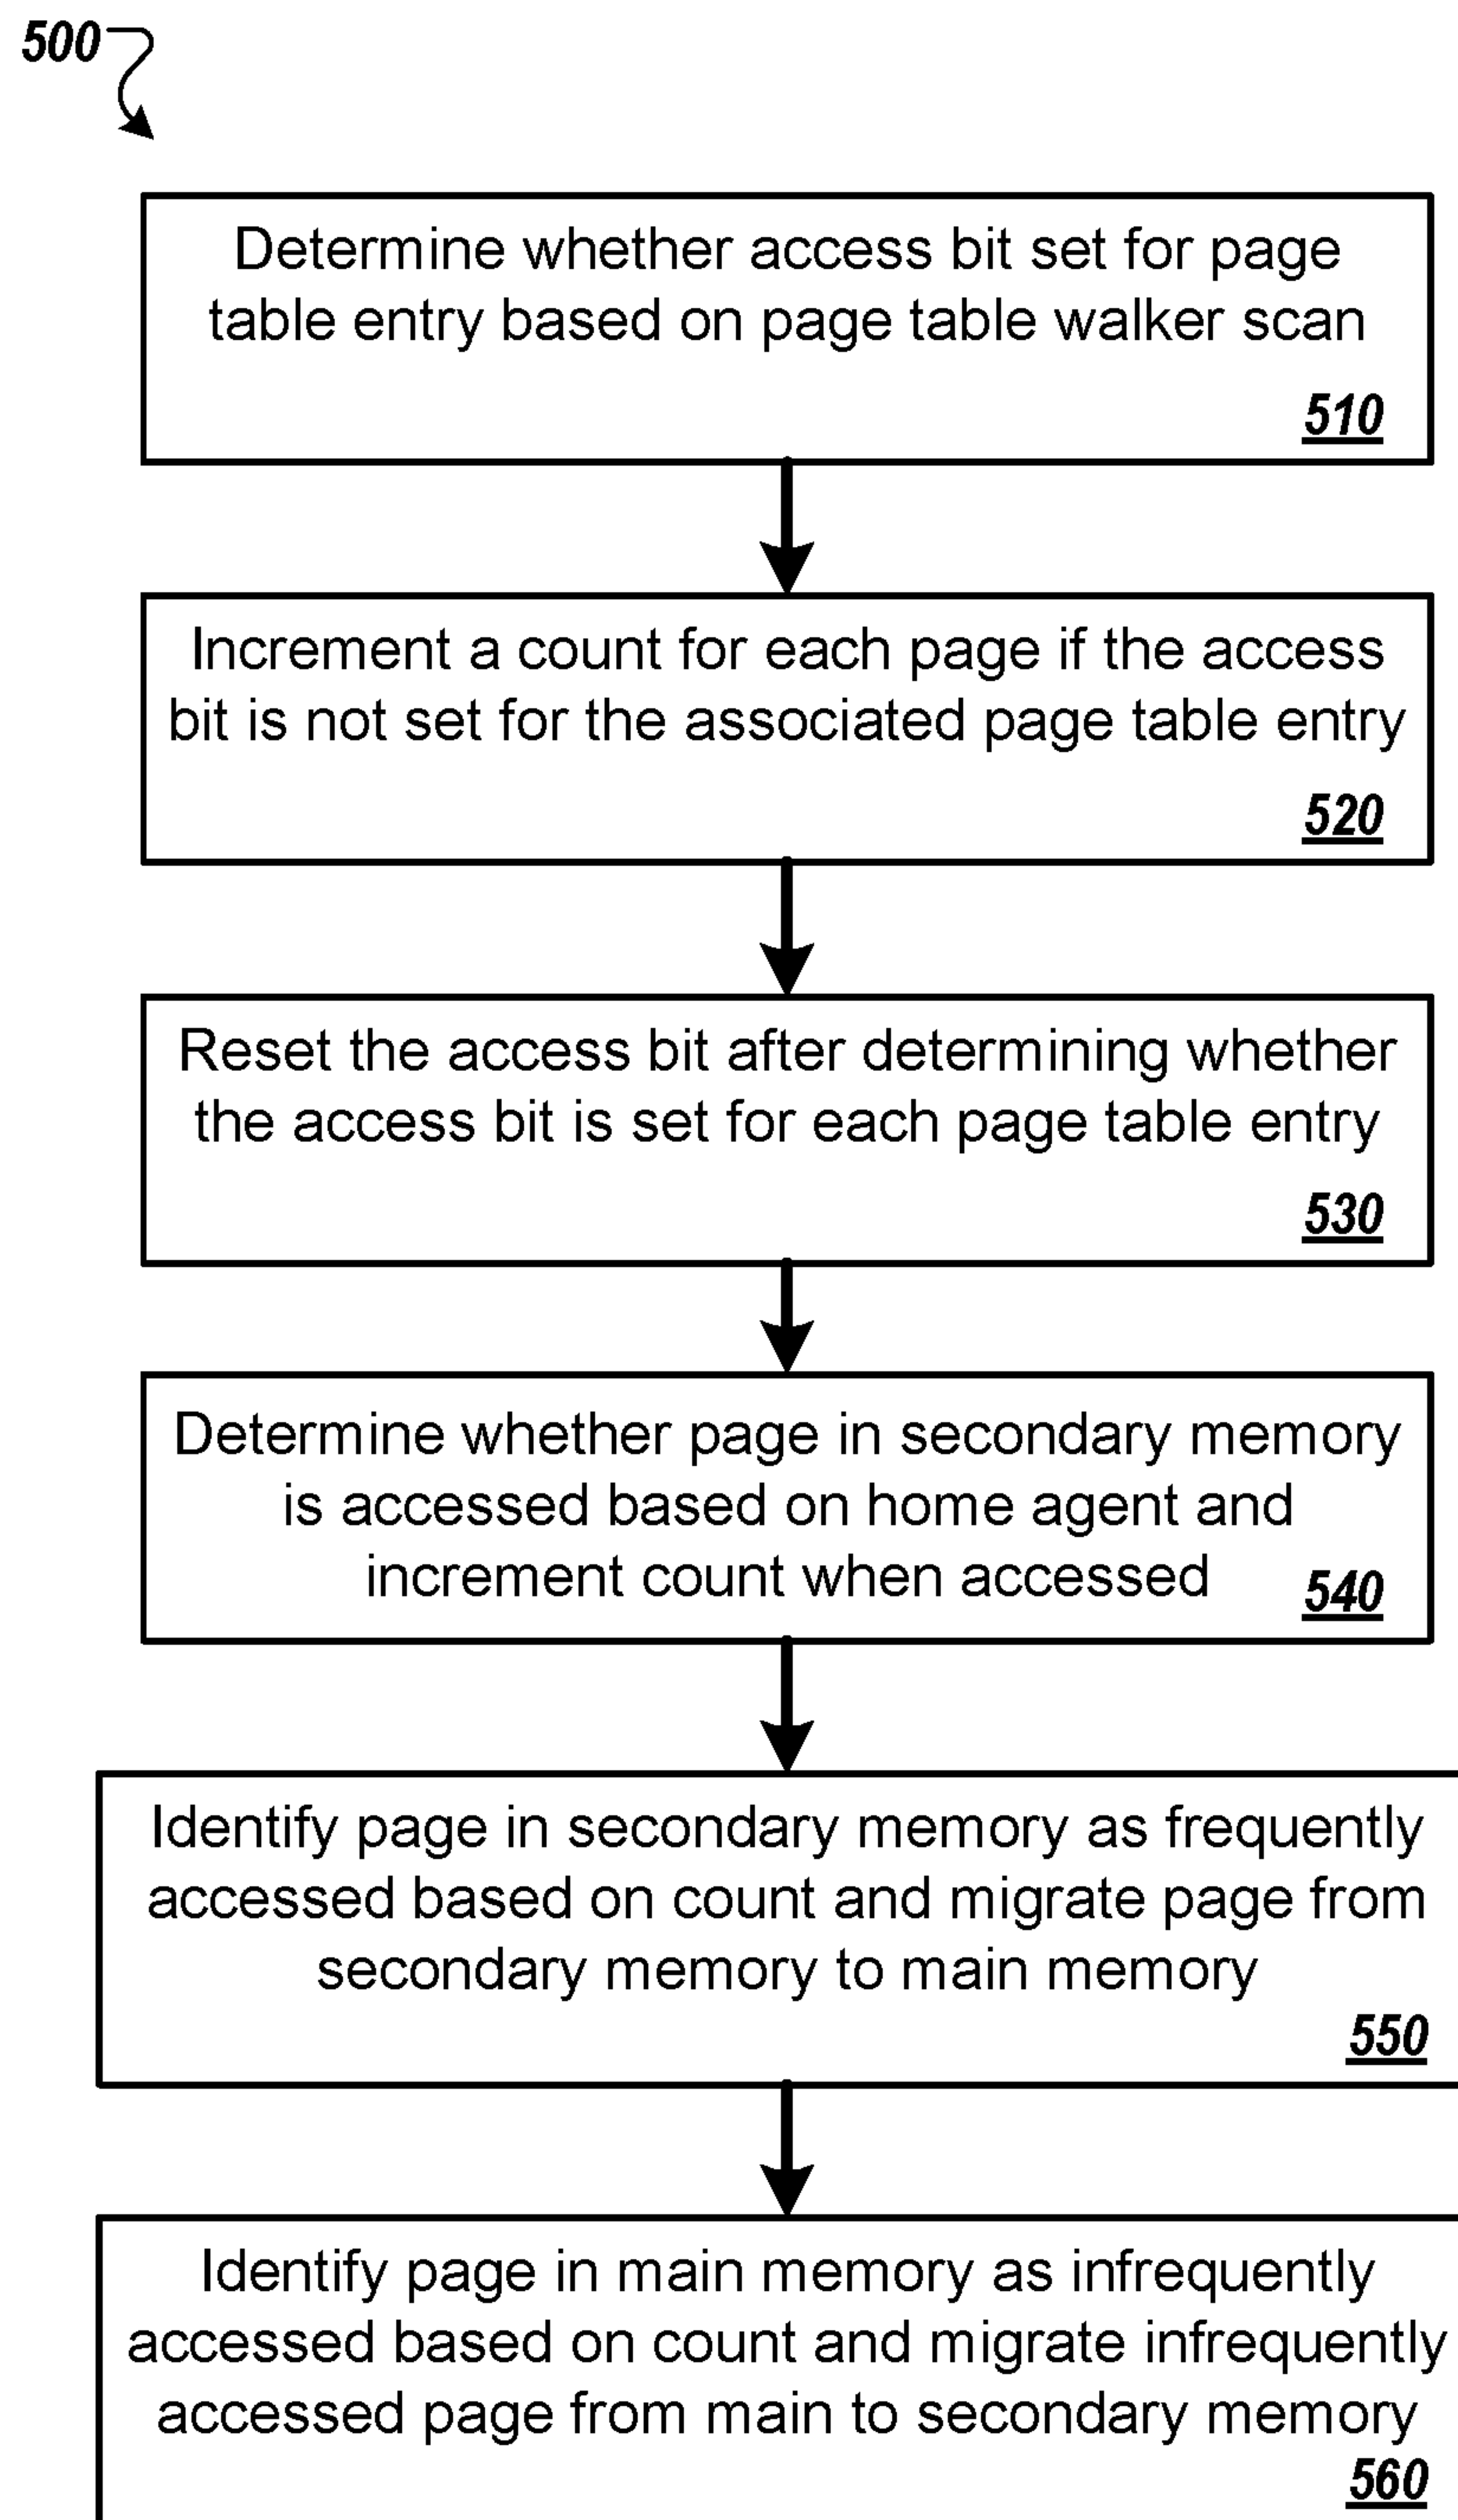 500
Determine whether access bit set for page
table entry based on page table walker scan
510
Increment a count for each page if the access
bit is not set for the associated page table entry
520
Reset the access bit after determining whether
the access bit is set for each page table entry
530
Determine whether page in secondary memory
is accessed based on home agent and
increment count when accessed
540
Identify page in secondary memory as frequently
accessed based on count and migrate page from
secondary memory to main memory
550
Identify page in main memory as infrequently
accessed based on count and migrate infrequently
accessed page from main to secondary memory
560